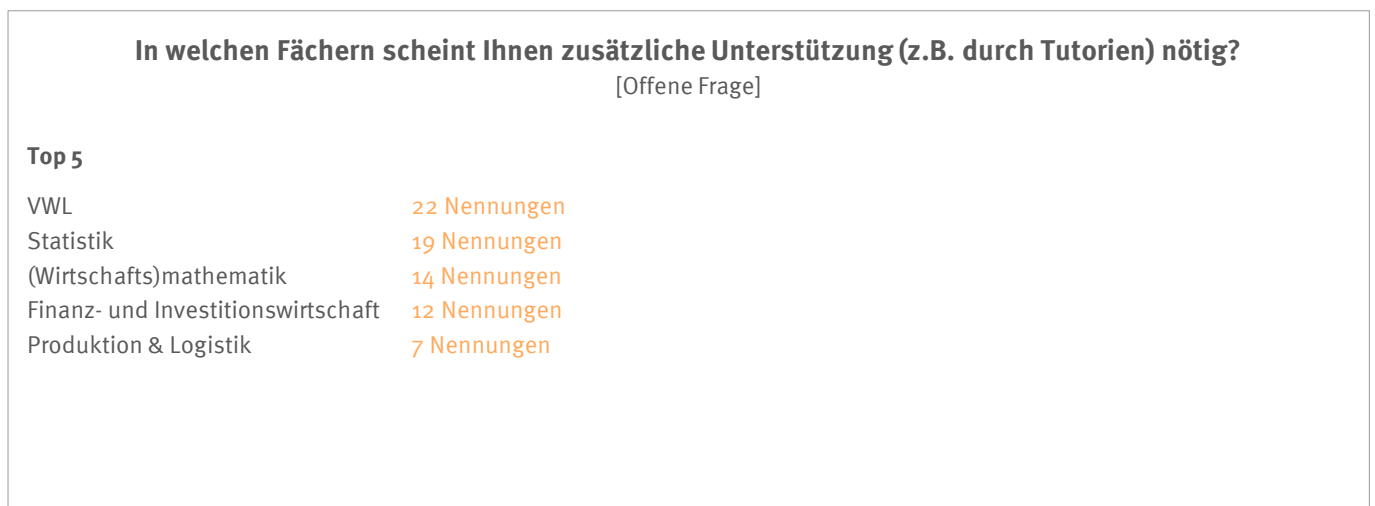 In welchen Fächern scheint Ihnen zusätzliche Unterstützung (z.B. durch Tutorien) nötig?
[Offene Frage]
Top 5
VWL 22 Nennungen
Statistik 19 Nennungen
(Wirtschafts)mathematik 14 Nennungen
Finanz- und Investitionswirtschaft 12 Nennungen
Produktion & Logistik 7 Nennungen